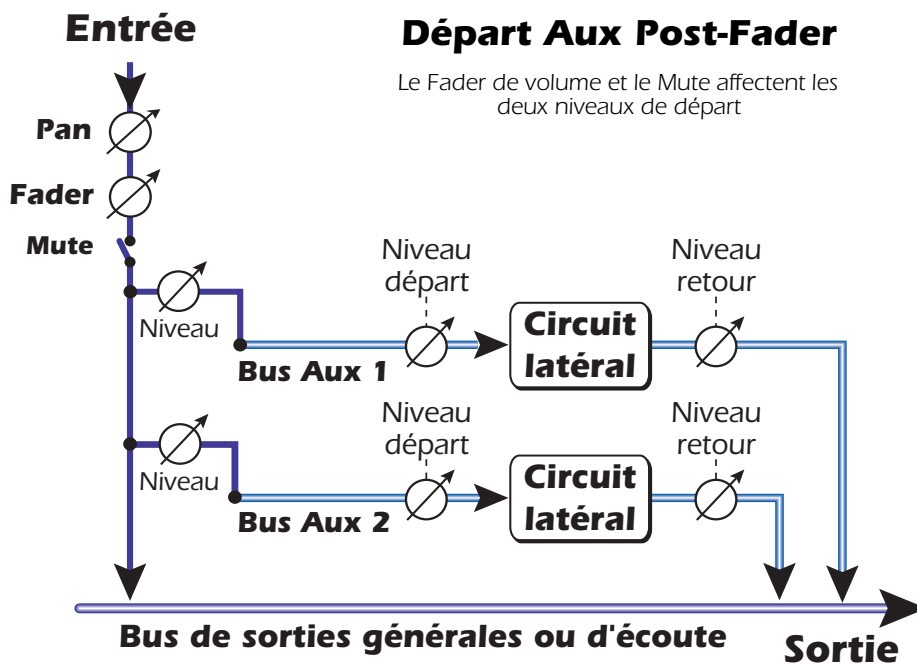 Entrée
Départ Aux Post-Fader
Le Fader de volume et le Mute affectent les
deux niveaux de départ
Pan
Fader
Mute
Niveau
Niveau
départ
Circuit
latéral
Niveau
retour
Bus Aux 1
Niveau
Niveau
départ
Circuit
latéral
Niveau
retour
Bus Aux 2
Bus de sorties générales ou d'écoute
Sortie